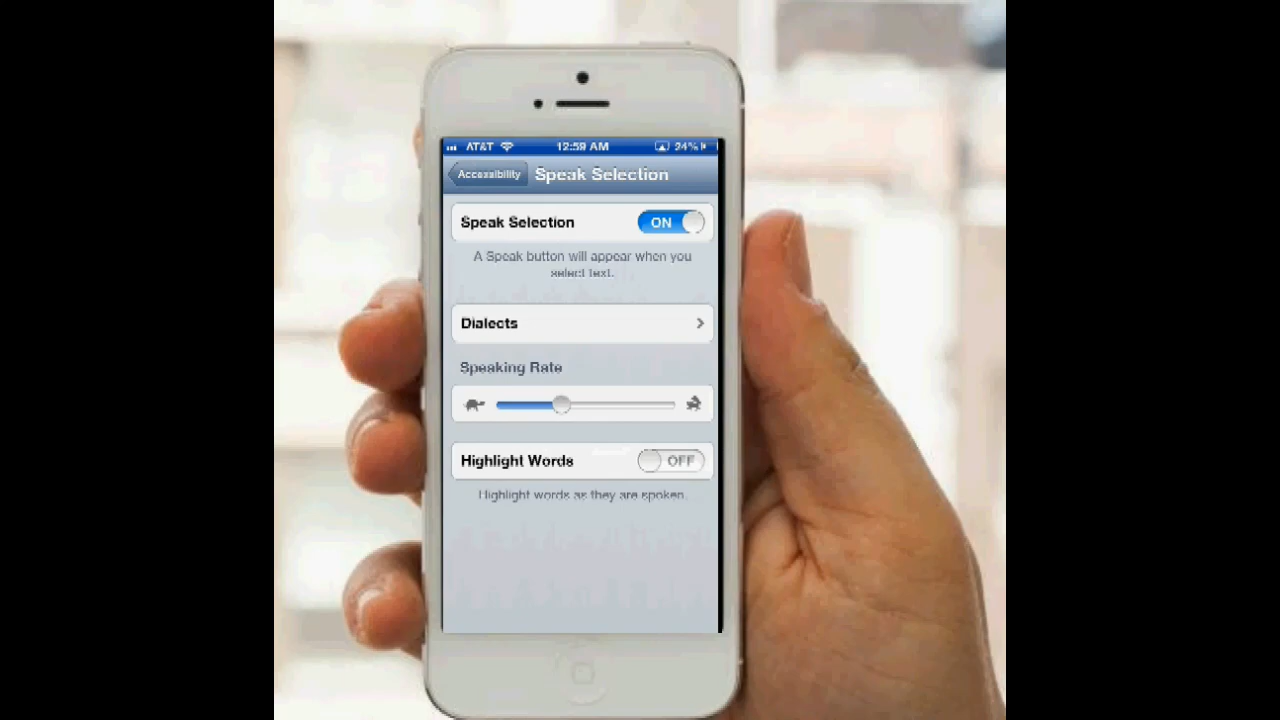 AT&T 12:59 AM 24%
Accessibility Speak Selection
Speak Selection ON
A Speak button will appear when you
select text.
Dialects
Speaking Rate
Highlight Words OFF
Highlight words as they are spoken.